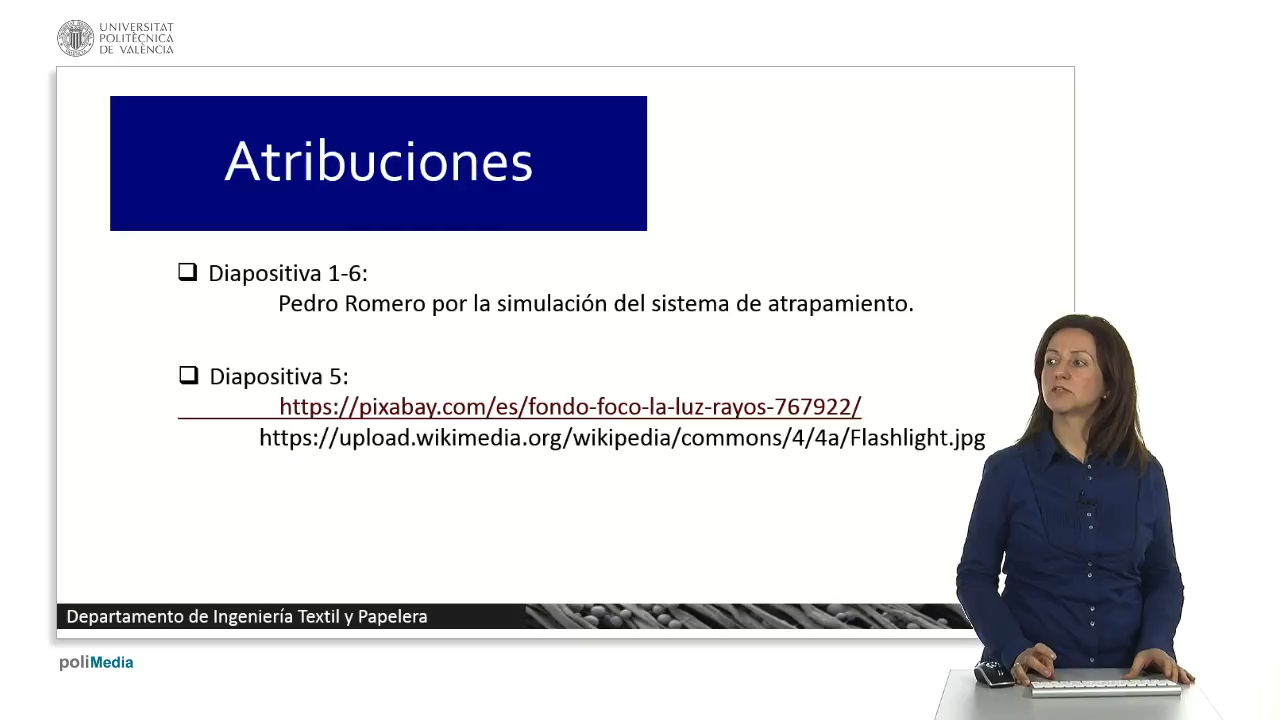 UNIVERSITAT
POLITÈCNICA
DE VALÈNCIA
Atribuciones
Diapositiva 1-6:
Pedro Romero por la simulación del sistema de atrapamiento.
Diapositiva 5:
https://pixabay.com/es/fondo-foco-la-luz-rayos-767922/
https://upload.wikimedia.org/wikipedia/commons/4/4a/Flashlight.jpg
Departamento de Ingeniería Textil y Papelera
poliMedia